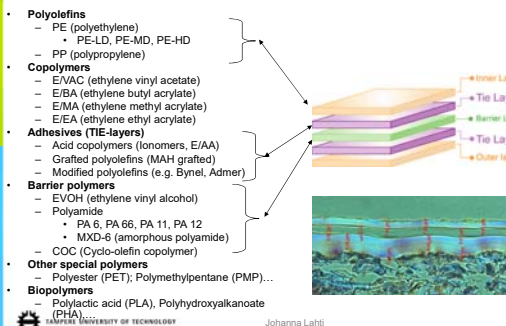 • Polyolefins
– PE (polyethylene)
• PE-LD, PE-MD, PE-HD
– PP (polypropylene)
• Copolymers
– E/VAC (ethylene vinyl acetate)
– E/BA (ethylene butyl acrylate)
– E/MA (ethylene methyl acrylate)
– E/EA (ethylene ethyl acrylate)
• Adhesives (TIE-layers)
– Acid copolymers (Ionomers, E/AA)
– Grafted polyolefins (MAH grafted)
– Modified polyolefins (e.g. Bynel, Admer)
• Barrier polymers
– EVOH (ethylene vinyl alcohol)
– Polyamide
• PA 6, PA 66, PA 11, PA 12
• MXD-6 (amorphous polyamide)
– COC (Cyclo-olefin copolymer)
• Other special polymers
– Polyester (PET); Polymethylpentane (PMP)…
• Biopolymers
– Polylactic acid (PLA), Polyhydroxyalkanoate
(PHA),…
TAMPERE UNIVERSITY OF TECHNOLOGY
Johanna Lahti
Inner La
Tie Lay
Barrier L
Tie La
Outer la